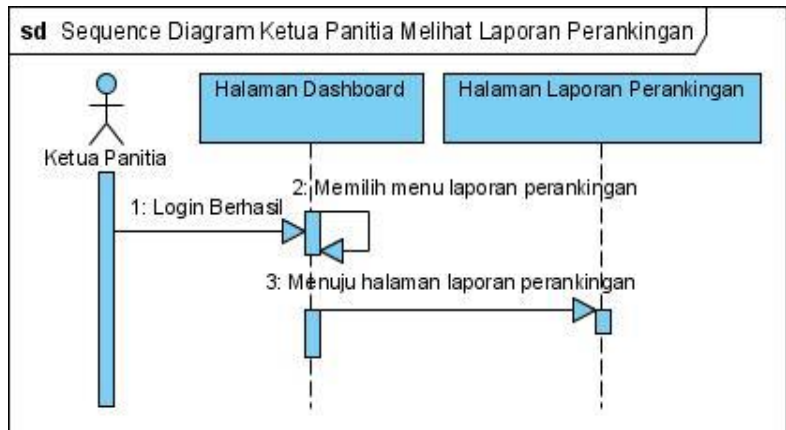 sd Sequence Diagram Ketua Panitia Melihat Laporan Perankingan
Halaman Dashboard
Halaman Laporan Perankingan
Ketua Panitia
2: Memilih menu laporan perankingan
1: Login Berhasil
3: Menuju halaman laporan perankingan